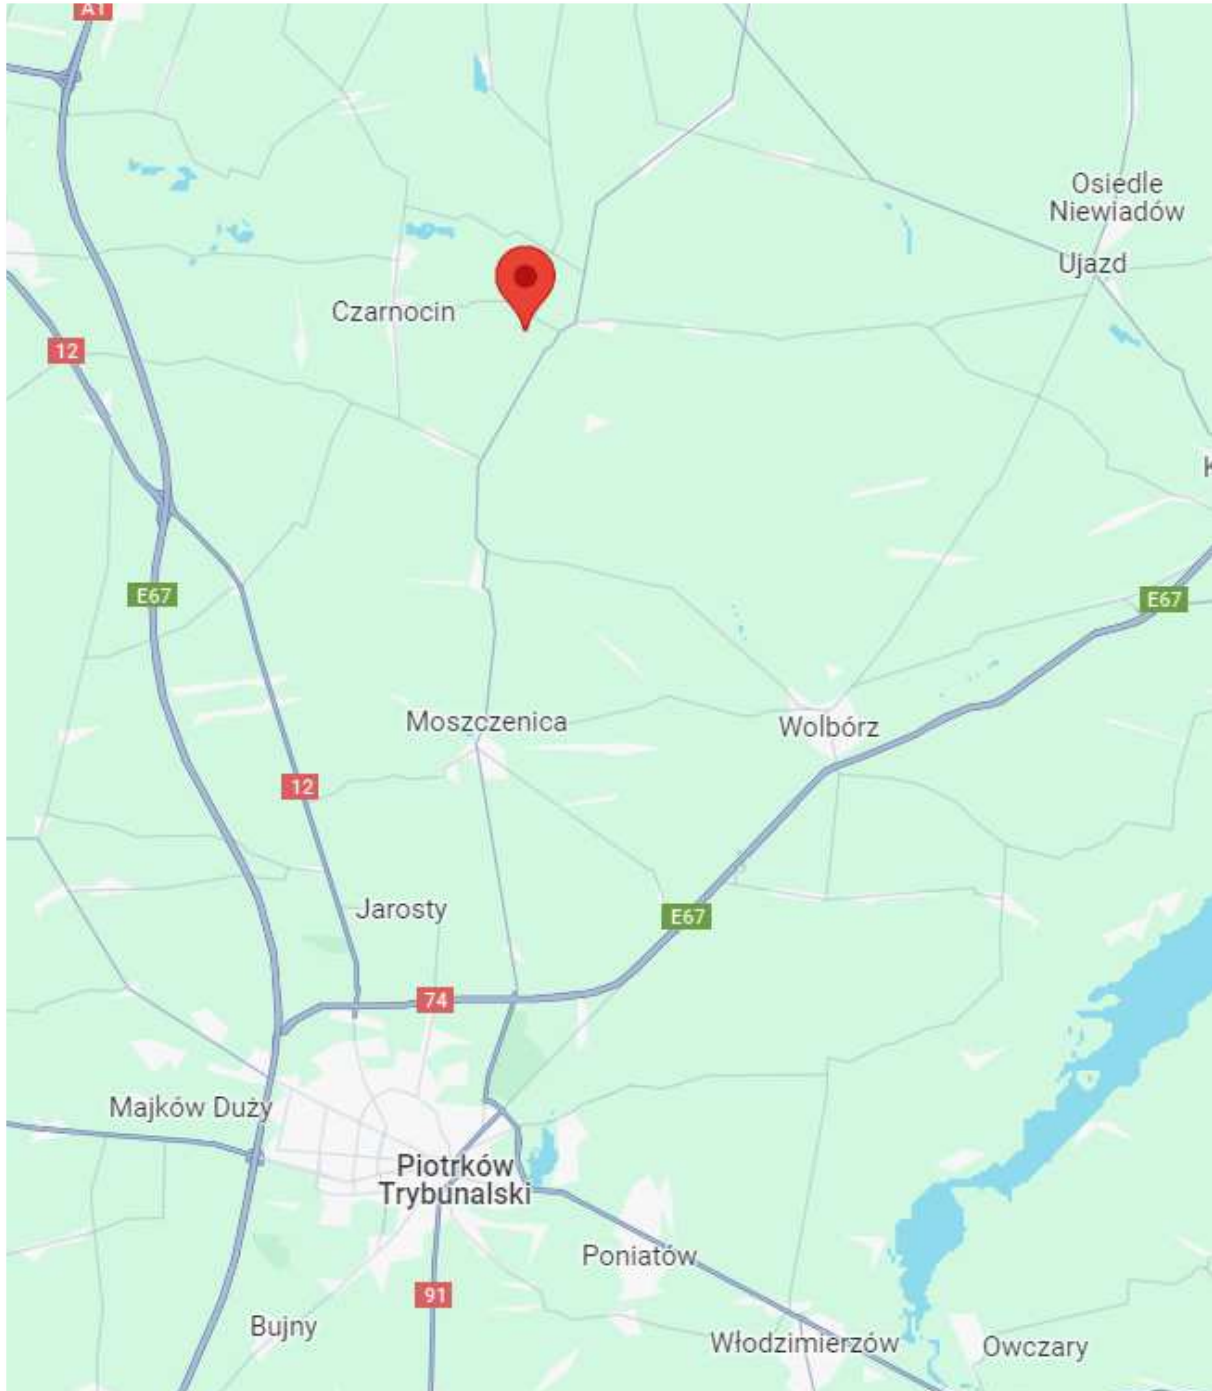 A1
Osiedle
Niewiadów
Ujazd
Czarnocin
12
E67
E67
Moszczenica
Wolbórz
12
Jarosty
E67
74
Majków Duży
Piotrków
Trybunalski
Poniatów
91
Bujny
Włodzimierzów
Owczary